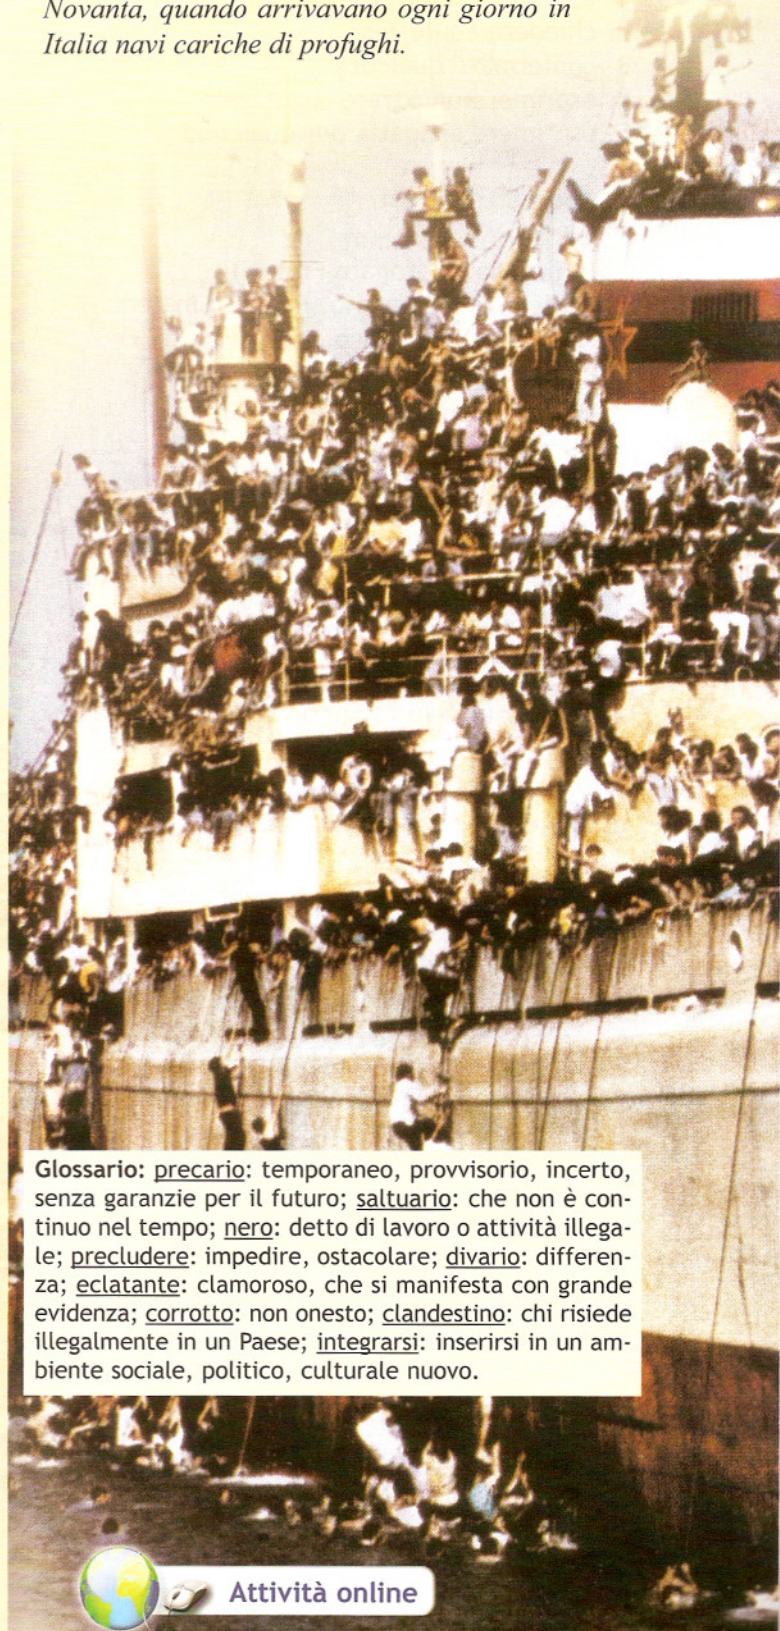 Novanta, quando arrivavano ogni giorno in
Italia navi cariche di profughi.
Glossario: precario: temporaneo, provvisorio, incerto,
senza garanzie per il futuro; saltuario: che non è con-
tinuo nel tempo; nero: detto di lavoro o attività illega-
le; precludere: impedire, ostacolare; divario: differen-
za; eclatante: clamoroso, che si manifesta con grande
evidenza; corrotto: non onesto; clandestino: chi risiede
illegalmente in un Paese; integrarsi: inserirsi in un am-
biente sociale, politico, culturale nuovo.
Attività online